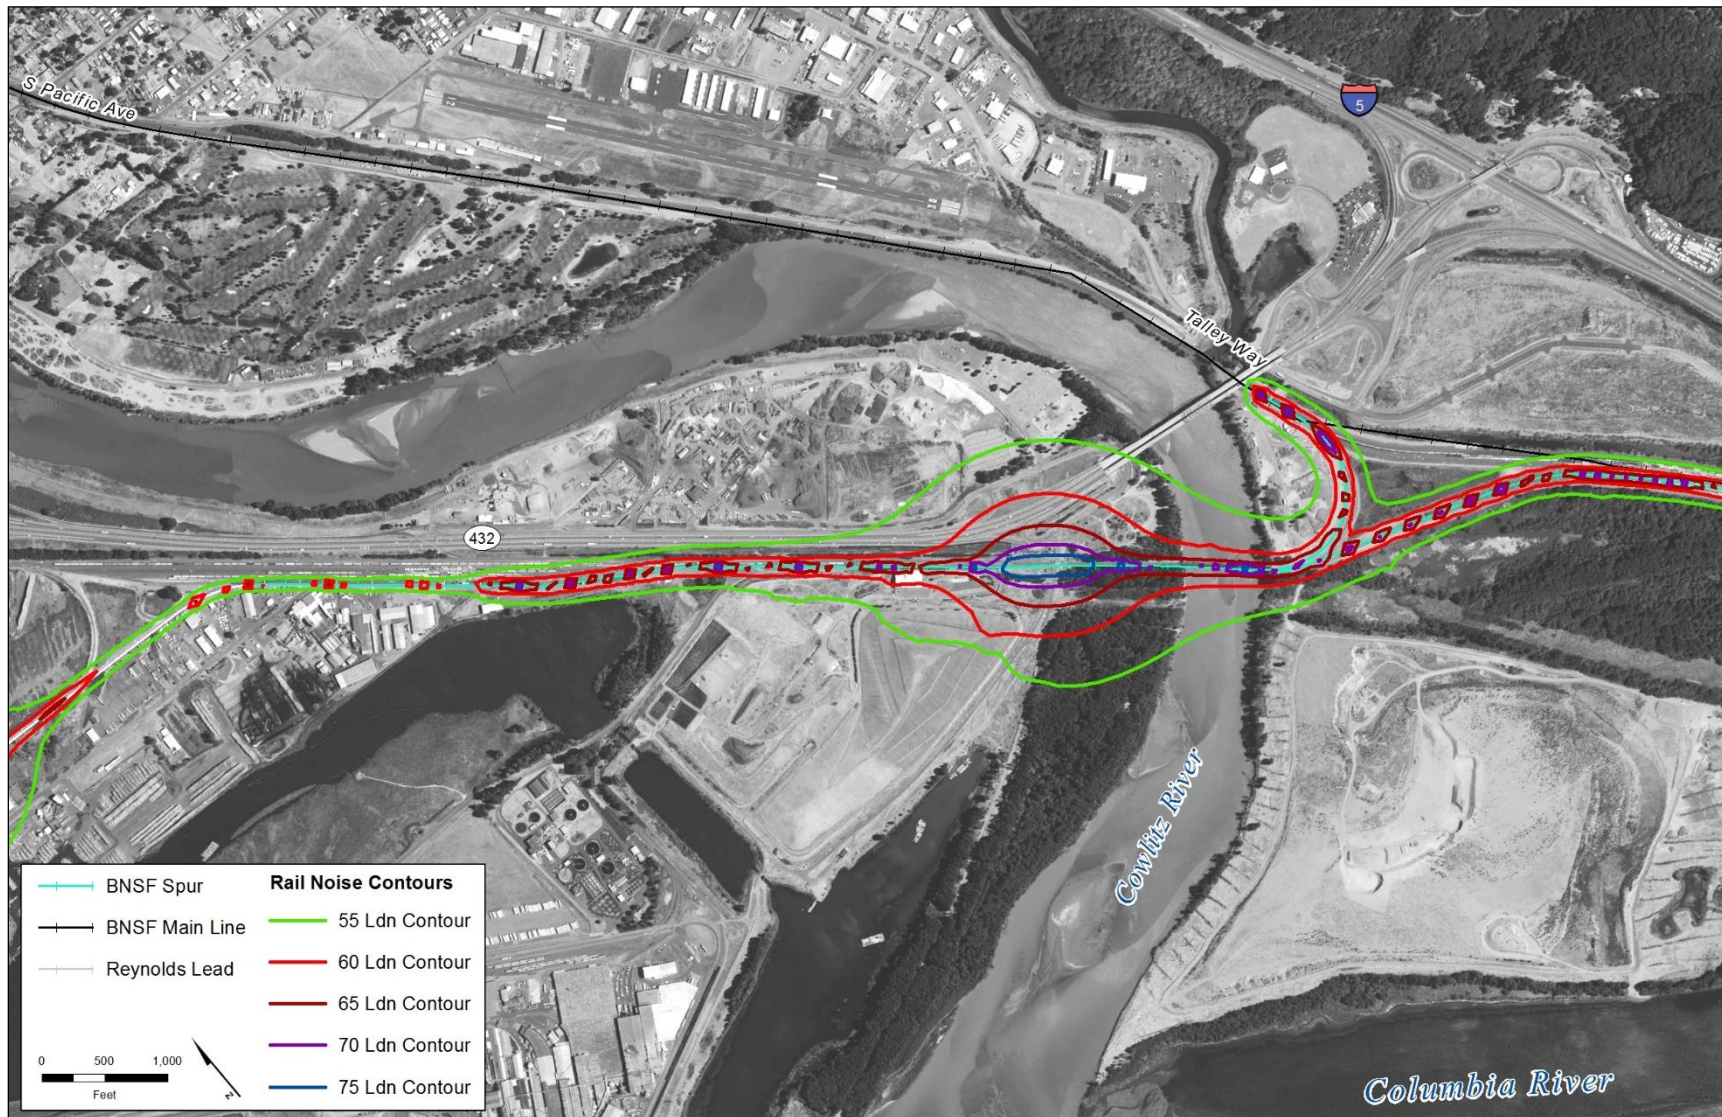 S Pacific Ave
5
Talley Way
432
Cowlitz River
Columbia River
BNSF Spur
BNSF Main Line
Reynolds Lead
Rail Noise Contours
55 Ldn Contour
60 Ldn Contour
65 Ldn Contour
70 Ldn Contour
75 Ldn Contour
0 500 1,000
Feet
N